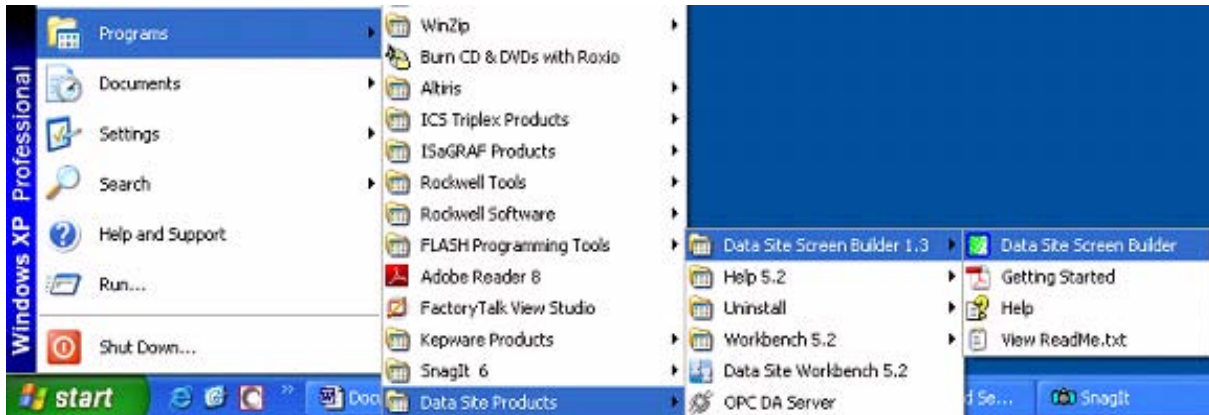 Windows XP Professional
Programs
Documents
Settings
Search
Help and Support
Run...
Shut Down...
WinZip
Burn CD & DVDs with Roxio
Altiris
ICS Triplex Products
ISaGRAF Products
Rockwell Tools
Rockwell Software
FLASH Programming Tools
Adobe Reader 8
FactoryTalk View Studio
Kepware Products
SnagIt 6
Data Site Products
Data Site Screen Builder 1.3
Help 5.2
Uninstall
Workbench 5.2
Data Site Workbench 5.2
OPC DA Server
Data Site Screen Builder
Getting Started
Help
View ReadMe.txt
start
SnagIt